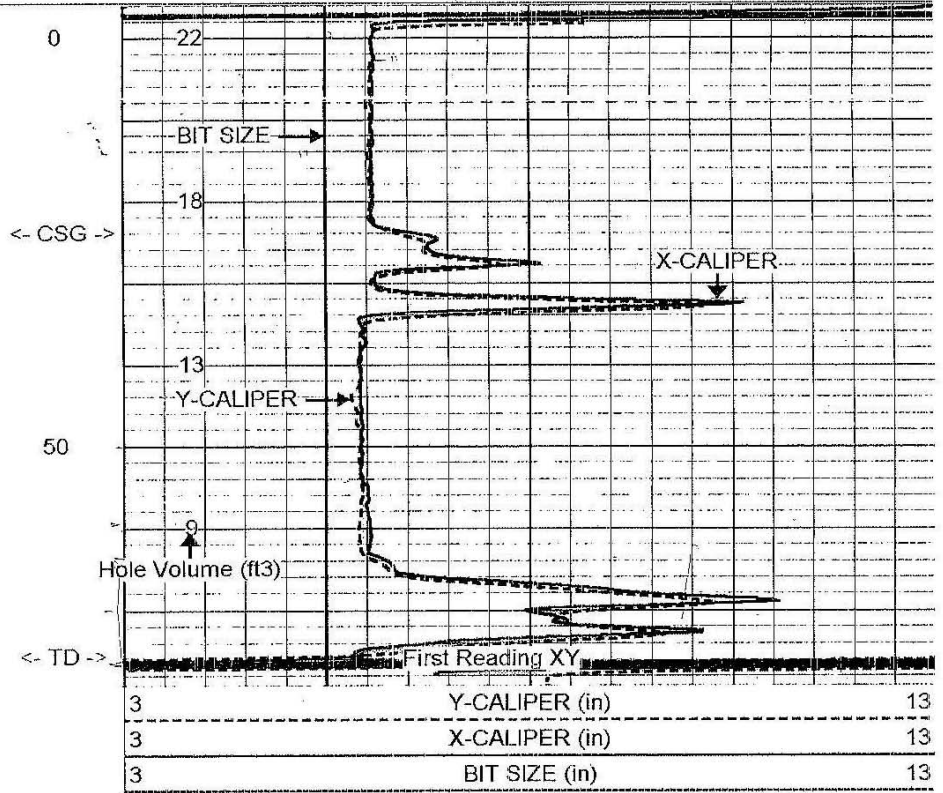 0 22
BIT SIZE
18
<- CSG ->
X-CALIPER
13
Y-CALIPER
50
9
Hole Volume (ft3)
<- TD ->
First Reading XY
3 Y-CALIPER (in) 13
3 X-CALIPER (in) 13
3 BIT SIZE (in) 13